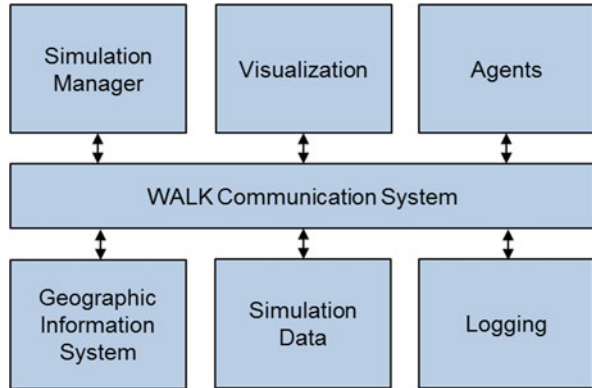 Simulation
Manager
Visualization
Agents
WALK Communication System
Geographic
Information
System
Simulation
Data
Logging